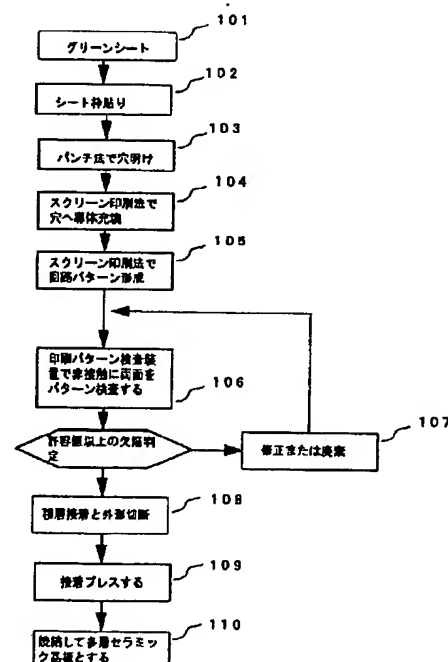 101
グリーンシート
102
シート枠貼り
103
パンチ法で穴明け
104
スクリーン印刷法で
穴へ導体充填
105
スクリーン印刷法で
回路パターン形成
印刷パターン検査装
置で非接触に両面を
パターン検査する
106
107
許容値以上の欠陥判
定
修正または廃棄
108
積層接着と外形切断
109
接着プレスする
110
焼結して多層セラミッ
ク基板とする